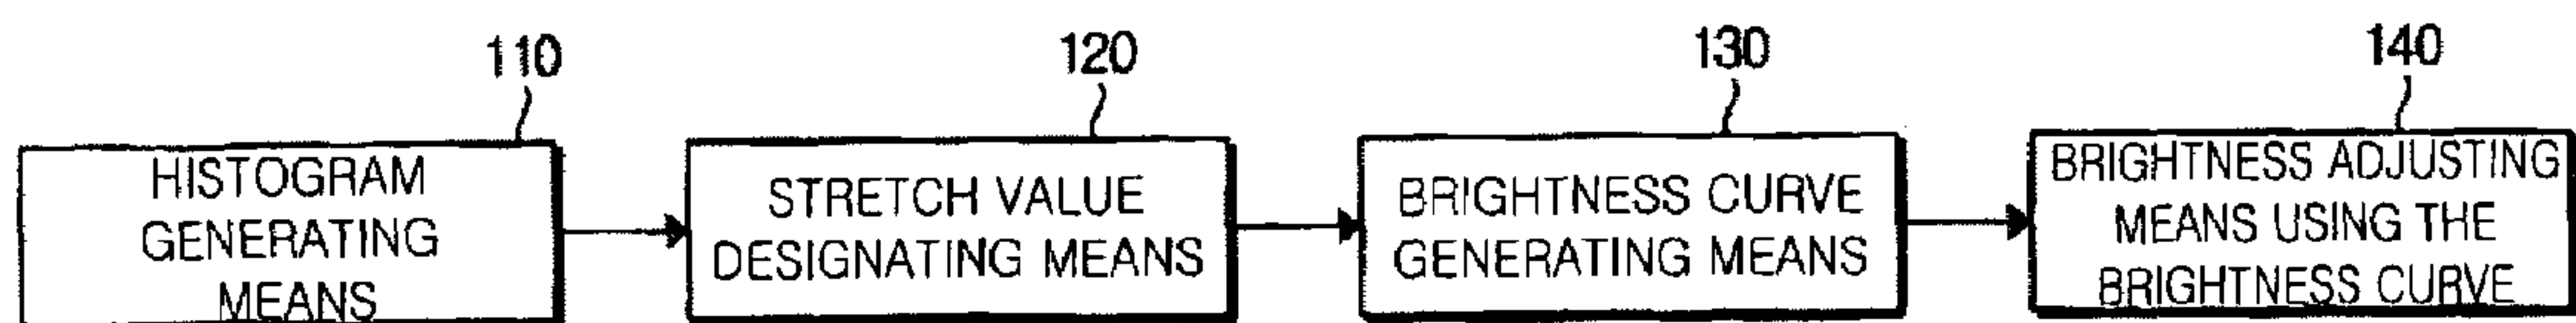 110
120
130
140
HISTOGRAM
GENERATING
MEANS
STRETCH VALUE
DESIGNATING MEANS
BRIGHTNESS CURVE
GENERATING MEANS
BRIGHTNESS ADJUSTING
MEANS USING THE
BRIGHTNESS CURVE